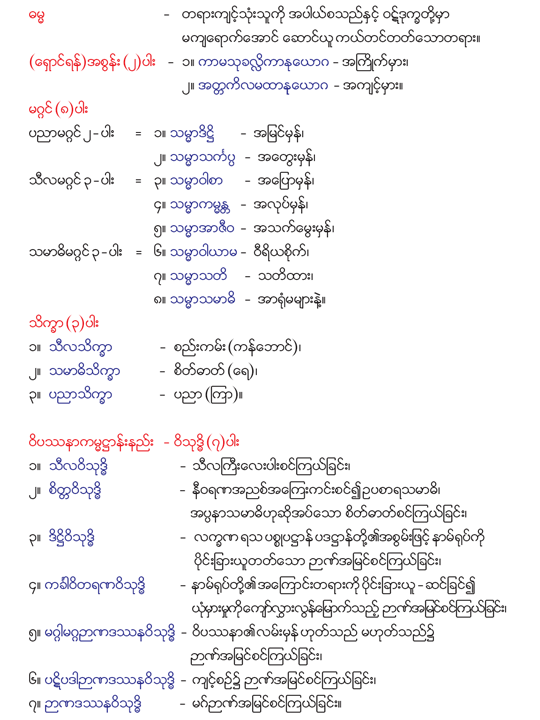 ဓမ္မ - တရားကျင့်သုံးသူကို အပါယ်စသည်နှင့် ဝဋ်ဒုက္ခတို့မှာ
မကျရောက်အောင် ဆောင်ယူ ကယ်တင်တတ်သောတရား။
(ရှောင်ရန်)အစွန်း (၂)ပါး - ၁။ ကာမသုခလ္လိကာနုယောဂ - အကြိုက်မှား၊
၂။ အတ္တကိလမထာနုယောဂ - အကျင့်မှား။
မဂ္ဂင် (၈)ပါး
ပညာမဂ္ဂင် ၂-ပါး = ၁။ သမ္မာဒိဋ္ဌိ - အမြင်မှန်၊
၂။ သမ္မာသင်္ကပ္ပ - အတွေးမှန်၊
သီလမဂ္ဂင် ၃-ပါး = ၃။ သမ္မာဝါစာ - အပြောမှန်၊
၄။ သမ္မာကမ္မန္တ - အလုပ်မှန်၊
၅။ သမ္မာအာဇီဝ - အသက်မွေးမှန်၊
သမာဓိမဂ္ဂင် ၃-ပါး = ၆။ သမ္မာဝါယာမ - ဝီရိယစိုက်၊
၇။ သမ္မာသတိ - သတိထား၊
၈။ သမ္မာသမာဓိ - အာရုံမများနဲ့။
သိက္ခာ (၃)ပါး
၁။ သီလသိက္ခာ - စည်းကမ်း (ကန်ဘောင်)၊
၂။ သမာဓိသိက္ခာ - စိတ်ဓာတ် (ရေ)၊
၃။ ပညာသိက္ခာ - ပညာ (ကြာ)။
ဝိပဿနာကမ္မဋ္ဌာန်းနည်း - ဝိသုဒ္ဓိ (၇)ပါး
၁။ သီလဝိသုဒ္ဓိ - သီလကြီးလေးပါးစင်ကြယ်ခြင်း၊
၂။ စိတ္တဝိသုဒ္ဓိ - နီဝရဏအညစ်အကြေးကင်းစင်၍ဥပစာရသမာဓိ၊
အပ္ပနာသမာဓိဟုဆိုအပ်သော စိတ်ဓာတ်စင်ကြယ်ခြင်း၊
၃။ ဒိဋ္ဌိဝိသုဒ္ဓိ - လက္ခဏ ရသ ပစ္စုပဋ္ဌာန် ပဒဋ္ဌာန်တို့၏အစွမ်းဖြင့် နာမ်ရုပ်ကို
ပိုင်းခြားယူတတ်သော ဉာဏ်အမြင်စင်ကြယ်ခြင်း၊
၄။ ကင်္ခါဝိတရဏဝိသုဒ္ဓိ - နာမ်ရုပ်တို့၏ အကြောင်းတရားကို ပိုင်းခြားယူ - ဆင်ခြင်၍
ယုံမှားမှုကိုကျော်လွှားလွန်မြောက်သည့် ဉာဏ်အမြင်စင်ကြယ်ခြင်း၊
၅။ မဂ္ဂါမဂ္ဂဉာဏဒဿနဝိသုဒ္ဓိ - ဝိပဿနာ၏လမ်းမှန် ဟုတ်သည် မဟုတ်သည်၌
ဉာဏ်အမြင်စင်ကြယ်ခြင်း၊
၆။ ပဋိပဒါဉာဏဒဿနဝိသုဒ္ဓိ - ကျင့်စဉ်၌ ဉာဏ်အမြင်စင်ကြယ်ခြင်း၊
၇။ ဉာဏဒဿနဝိသုဒ္ဓိ - မဂ်ဉာဏ်အမြင်စင်ကြယ်ခြင်း။